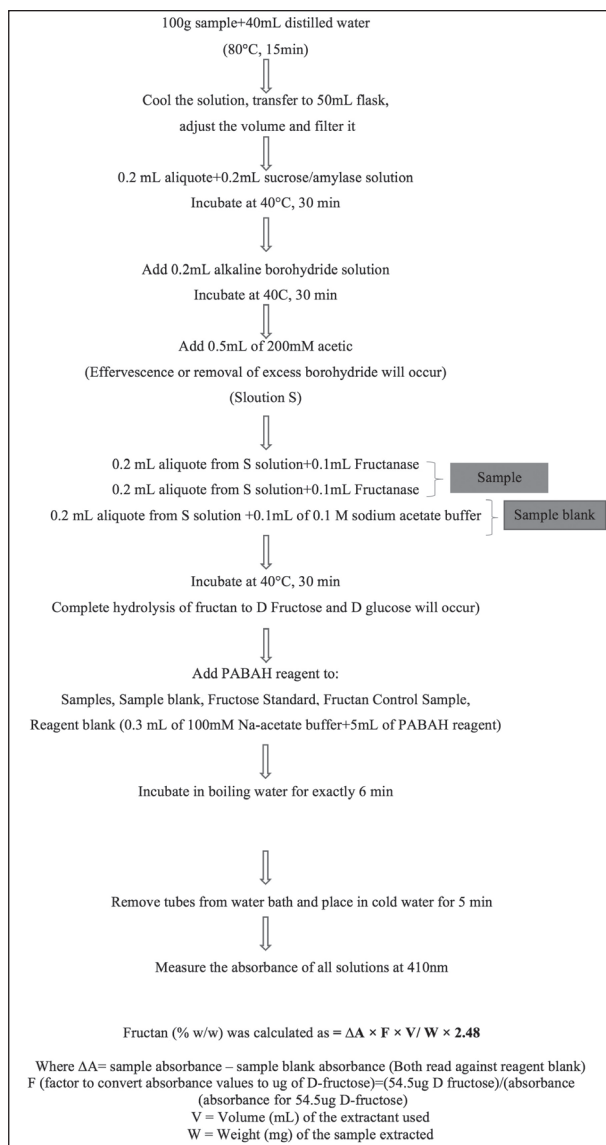 100g sample+40mL distilled water
(80°C, 15min)
Cool the solution, transfer to 50mL flask,
adjust the volume and filter it
0.2 mL aliquote+0.2mL sucrose/amylase solution
Incubate at 40°C, 30 min
Add 0.2mL alkaline borohydride solution
Incubate at 40C, 30 min
Add 0.5mL of 200mM acetic
(Effervescence or removal of excess borohydride will occur)
(Sloution S)
0.2 mL aliquote from S solution+0.1mL Fructanase
0.2 mL aliquote from S solution+0.1mL Fructanase
Sample
0.2 mL aliquote from S solution +0.1mL of 0.1 M sodium acetate buffer
Sample blank
Incubate at 40°C, 30 min
Complete hydrolysis of fructan to D Fructose and D glucose will occur)
Add PABAH reagent to:
Samples, Sample blank, Fructose Standard, Fructan Control Sample,
Reagent blank (0.3 mL of 100mM Na-acetate buffer+5mL of PABAH reagent)
Incubate in boiling water for exactly 6 min
Remove tubes from water bath and place in cold water for 5 min
Measure the absorbance of all solutions at 410nm
Fructan (% w/w) was calculated as = ΔA × F × V/ W × 2.48
Where ΔA= sample absorbance – sample blank absorbance (Both read against reagent blank)
F (factor to convert absorbance values to ug of D-fructose)=(54.5ug D fructose)/(absorbance
(absorbance for 54.5ug D-fructose)
V = Volume (mL) of the extractant used
W = Weight (mg) of the sample extracted